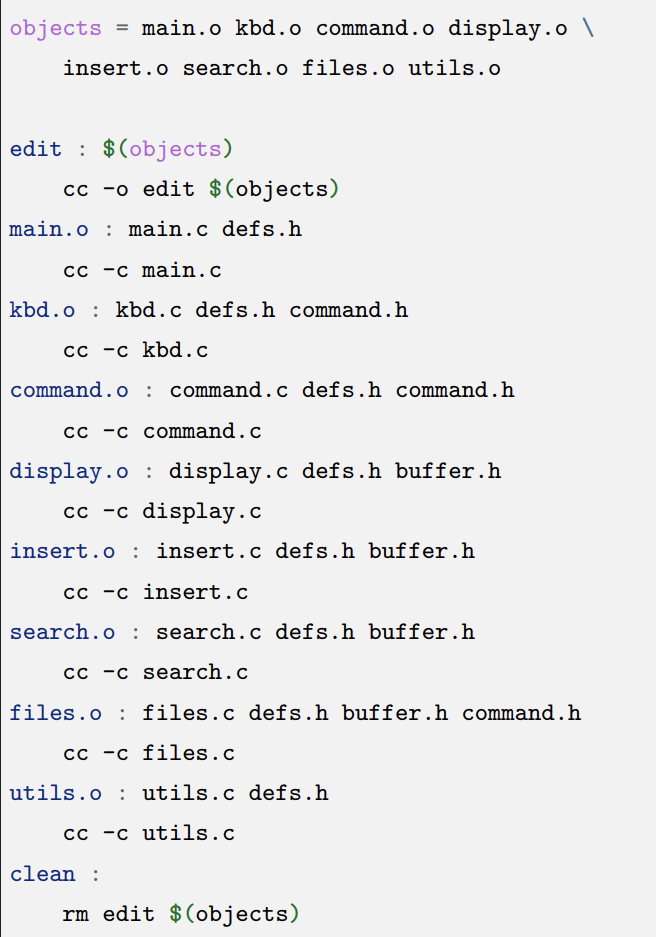 objects = main.o kbd.o command.o display.o \
    insert.o search.o files.o utils.o

edit : $(objects)
    cc -o edit $(objects)
main.o : main.c defs.h
    cc -c main.c
kbd.o : kbd.c defs.h command.h
    cc -c kbd.c
command.o : command.c defs.h command.h
    cc -c command.c
display.o : display.c defs.h buffer.h
    cc -c display.c
insert.o : insert.c defs.h buffer.h
    cc -c insert.c
search.o : search.c defs.h buffer.h
    cc -c search.c
files.o : files.c defs.h buffer.h command.h
    cc -c files.c
utils.o : utils.c defs.h
    cc -c utils.c
clean :
    rm edit $(objects)